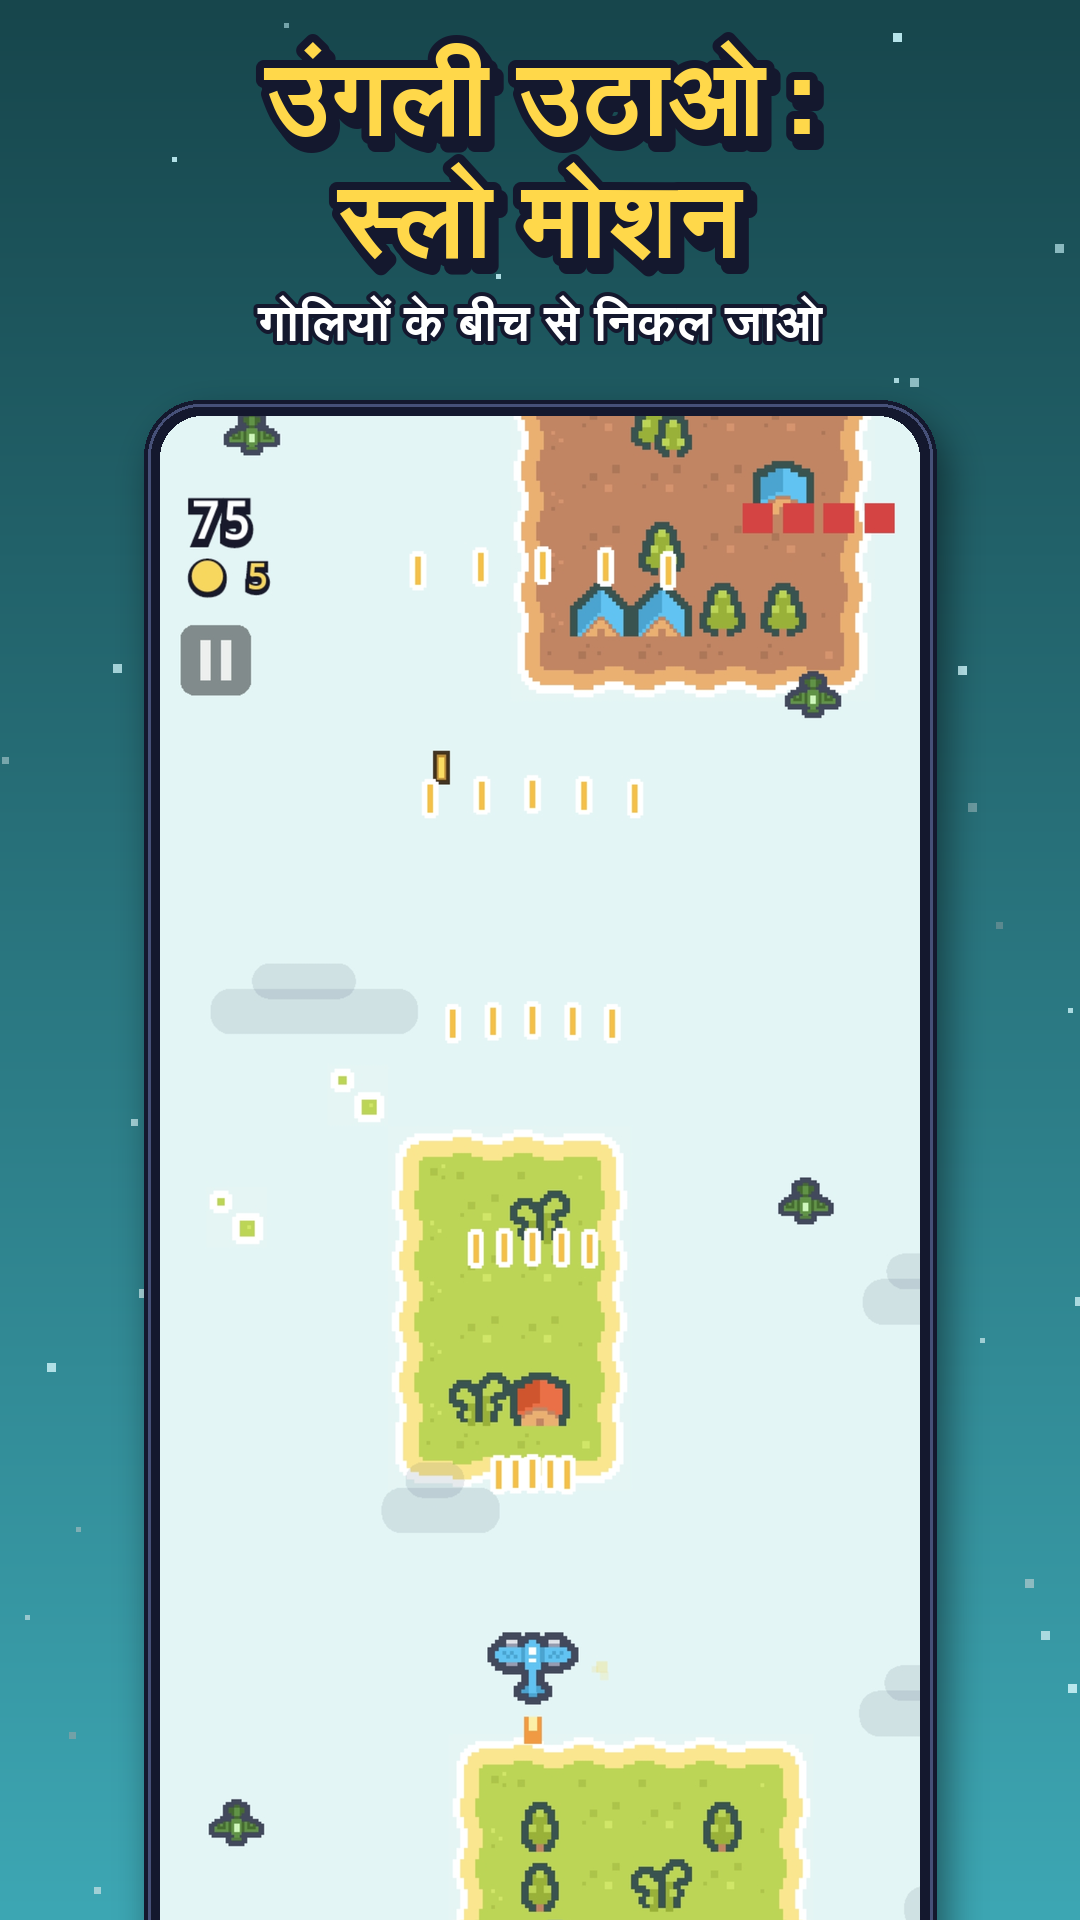 उंगली उठाओ:
स्लो मोशन
गोलियों के बीच से निकल जाओ
75
5